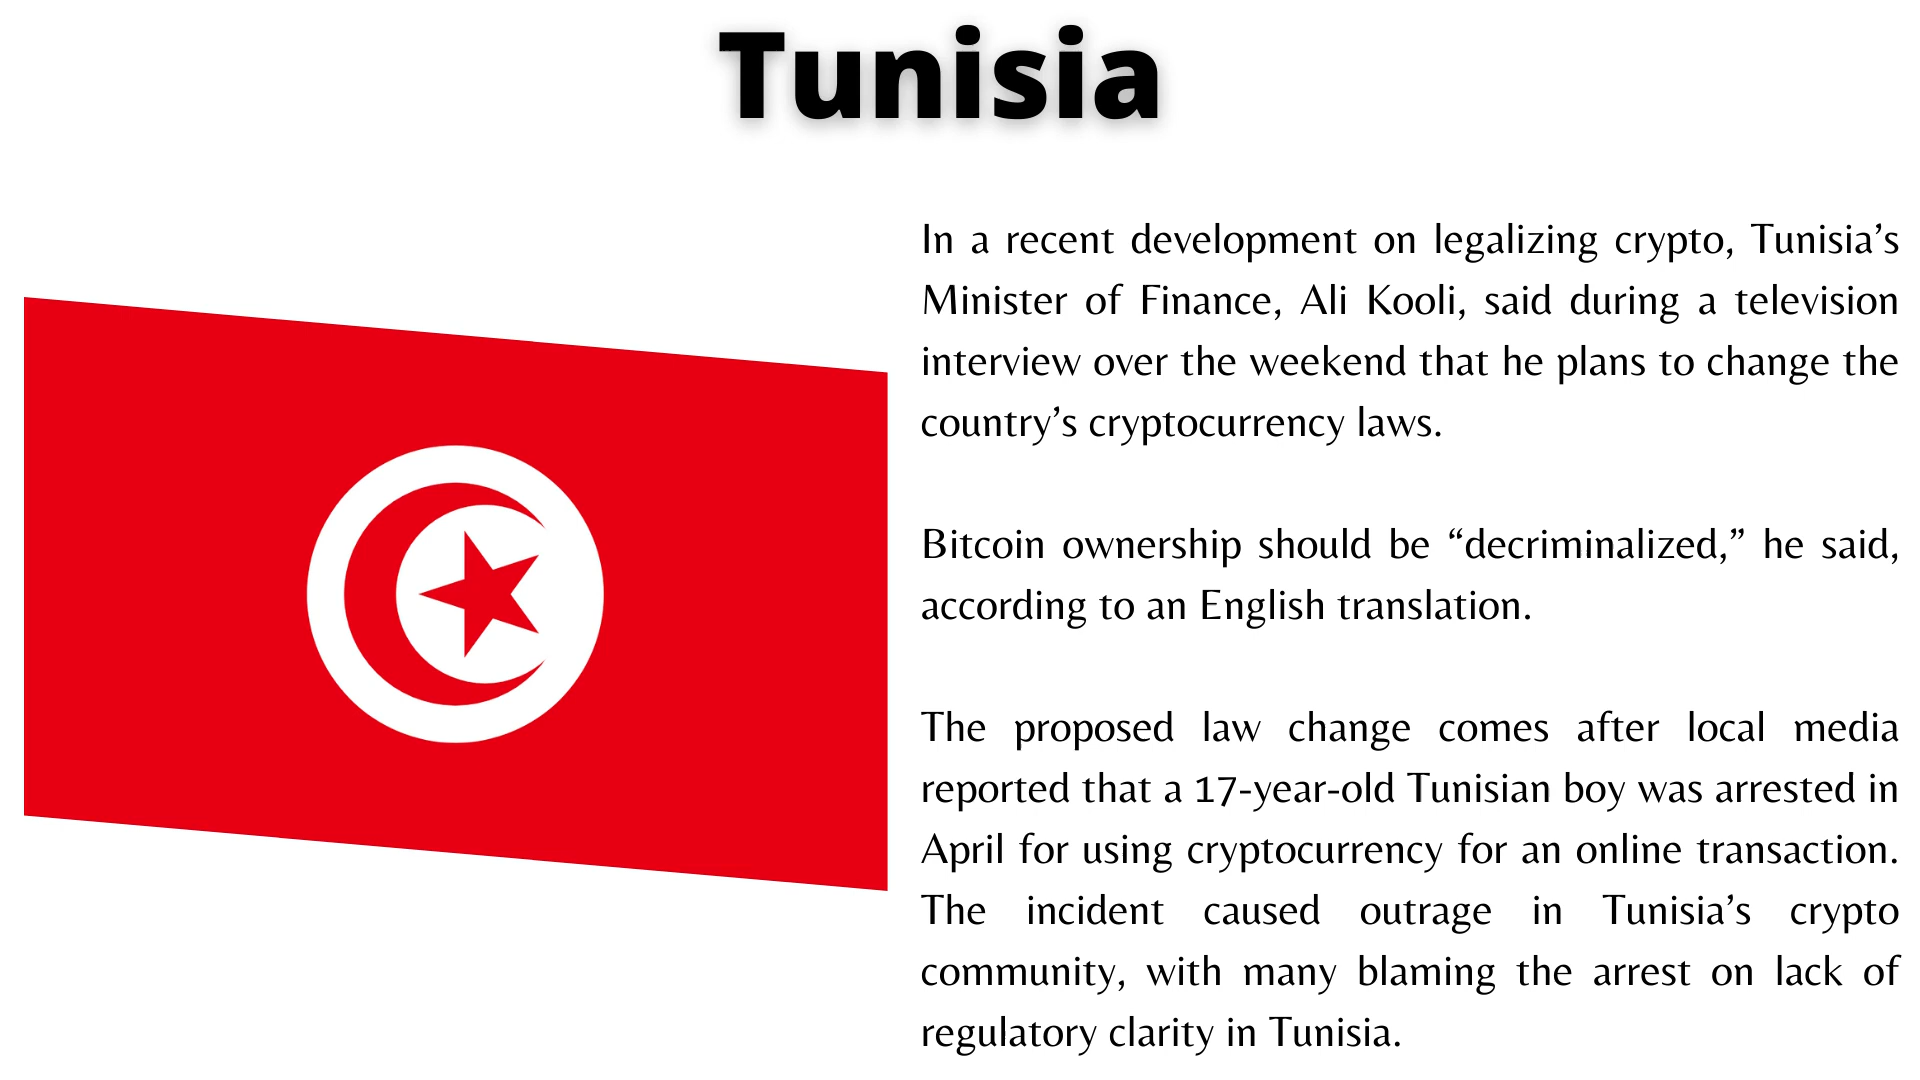 Tunisia
In a recent development on legalizing crypto, Tunisia’s
Minister of Finance, Ali Kooli, said during a television
interview over the weekend that he plans to change the
country’s cryptocurrency laws.
Bitcoin ownership should be “decriminalized,” he said,
according to an English translation.
The proposed law change comes after local media
reported that a 17-year-old Tunisian boy was arrested in
April for using cryptocurrency for an online transaction.
The incident caused outrage in Tunisia’s crypto
community, with many blaming the arrest on lack of
regulatory clarity in Tunisia.